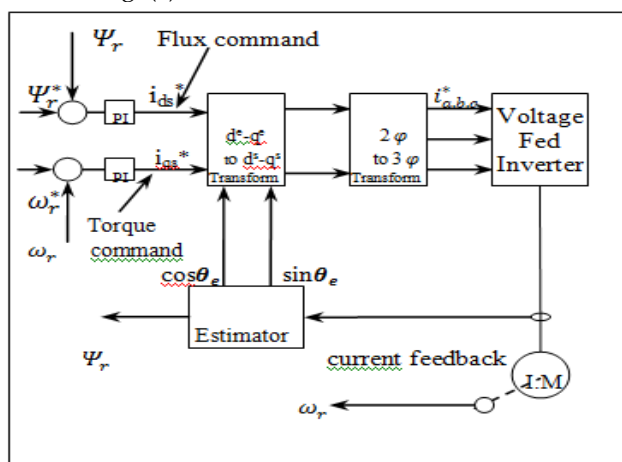 Ψr
Flux command
Ψr*
PI
ids*
i*a,b,c
de-qe
to ds-qs
Transform
2 φ
to 3 φ
Transform
Voltage
Fed
Inverter
PI
iqs*
ωr*
Torque
command
ωr
cosθe
sinθe
Estimator
Ψr
current feedback
I.M
ωr